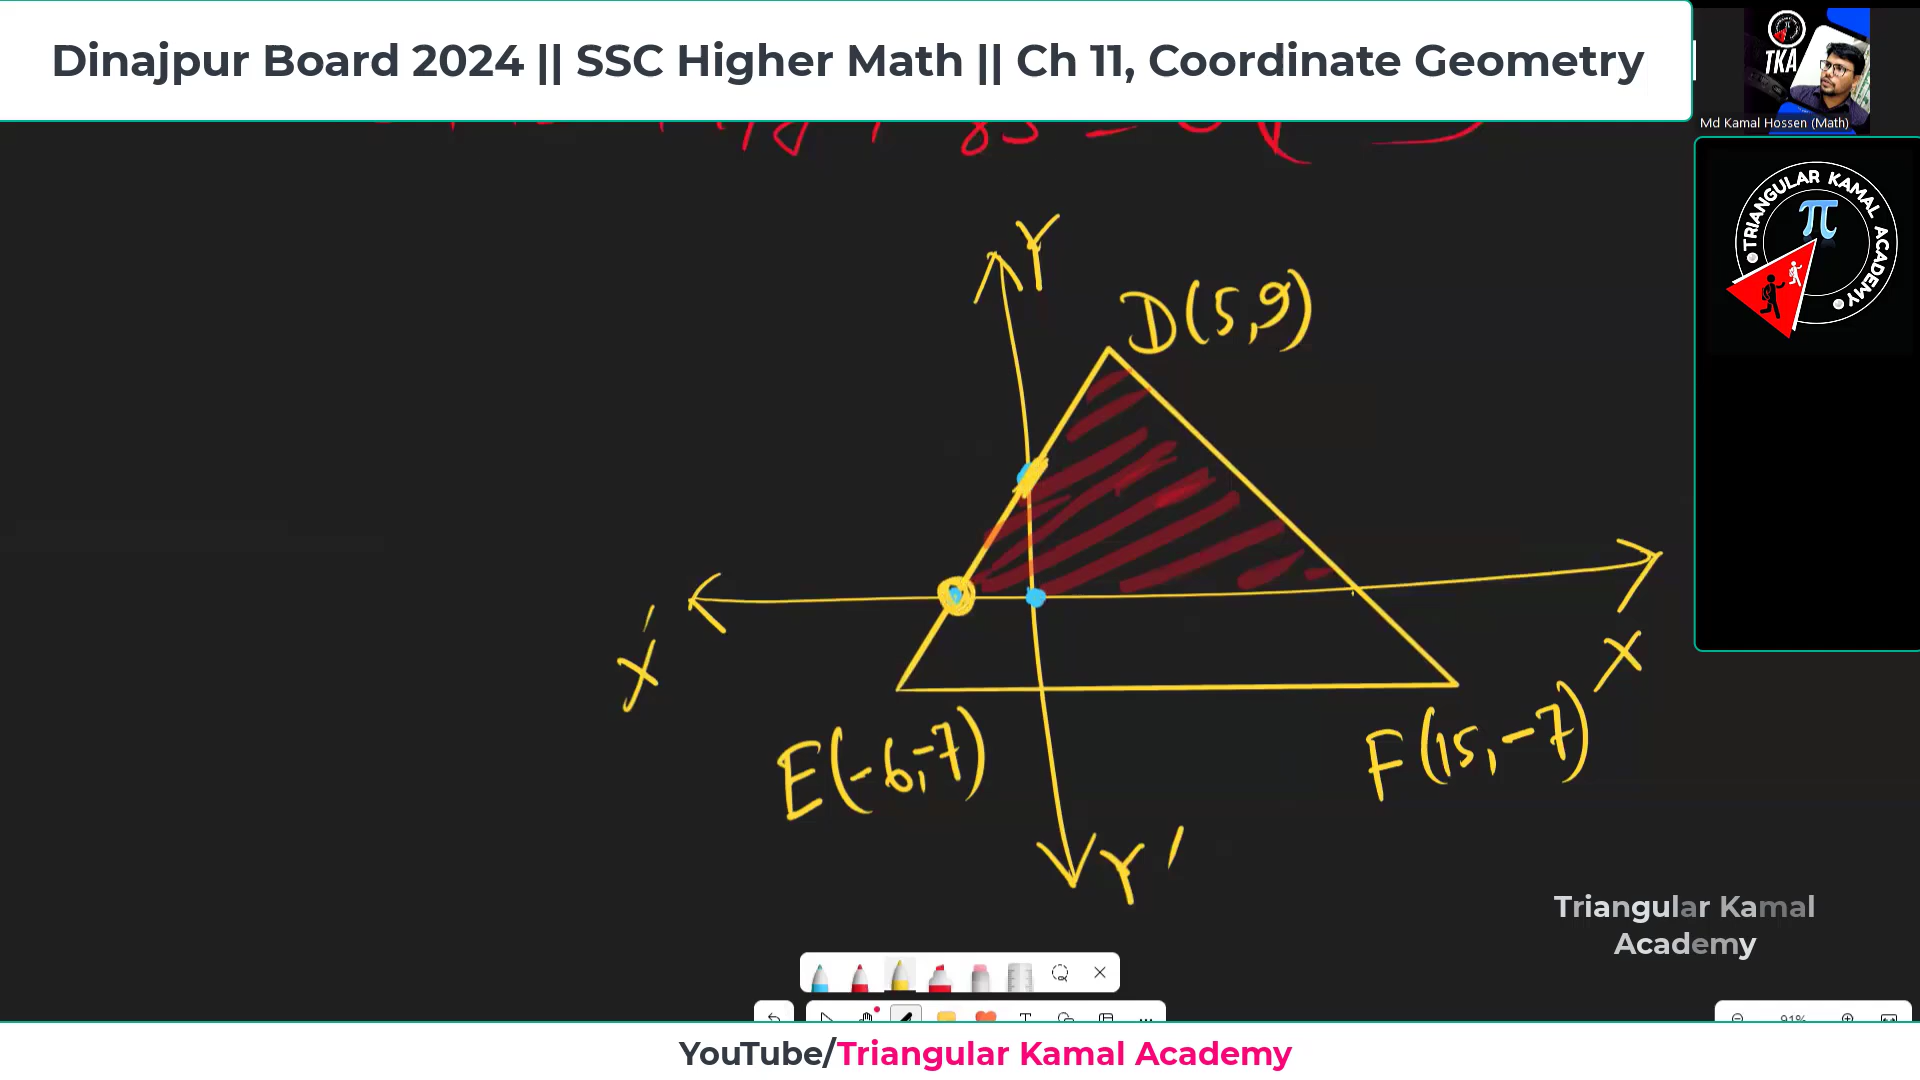 Dinajpur Board 2024 || SSC Higher Math || Ch 11, Coordinate Geometry
TKA
Md Kamal Hossen (Math)
TRIANGULAR KAMAL ACADEMY
π
Y
D(5,9)
X'
X
E(-6,-7)
F(15,-7)
Y'
Triangular Kamal
Academy
91%
YouTube/Triangular Kamal Academy